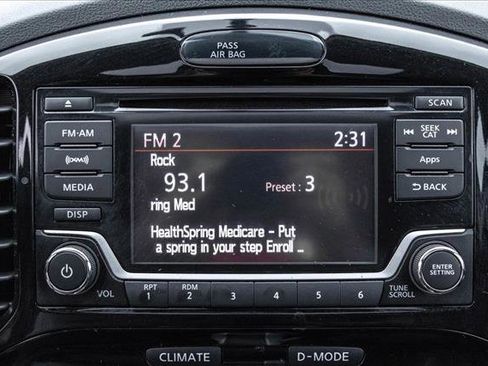 PASS
AIR BAG
SCAN
FM·AM
FM 2
2:31
SEEK
CAT
Rock
(XM)
93.1
Preset : 3
Apps
MEDIA
ring Med
BACK
DISP
HealthSpring Medicare - Put
a spring in your step Enroll ...
VOL
RPT
1
RDM
2
3
4
5
6
TUNE
SCROLL
ENTER
SETTING
CLIMATE
D-MODE